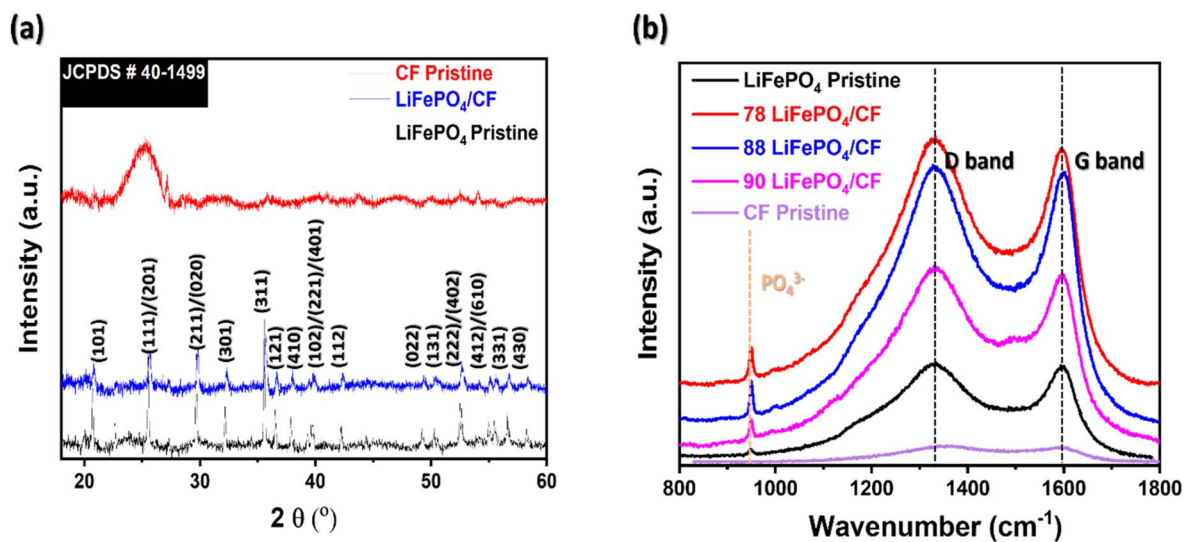 (a)
JCPDS # 40-1499
CF Pristine
LiFePO₄/CF
LiFePO₄ Pristine
Intensity (a.u.)
(101)
(111)/(201)
(211)/(020)
(301)
(311)
(121)
(410)
(102)/(221)/(401)
(112)
(022)
(131)
(222)/(402)
(412)/(610)
(331)
(430)
20 30 40 50 60
2 θ (°)
(b)
LiFePO₄ Pristine
78 LiFePO₄/CF
88 LiFePO₄/CF
90 LiFePO₄/CF
CF Pristine
D band
G band
PO₄³⁻
Intensity (a.u.)
800 1000 1200 1400 1600 1800
Wavenumber (cm⁻¹)